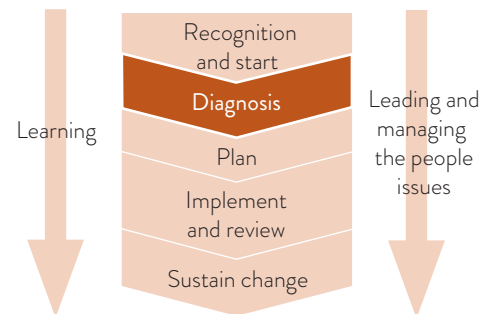 Recognition
and start
Diagnosis
Learning
Leading and
managing
the people
issues
Plan
Implement
and review
Sustain change